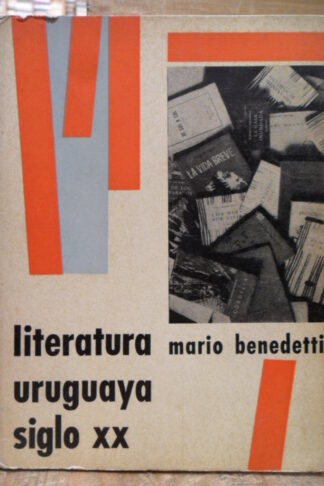 LA VIDA BREVE
literatura mario benedetti
uruguaya
siglo xx